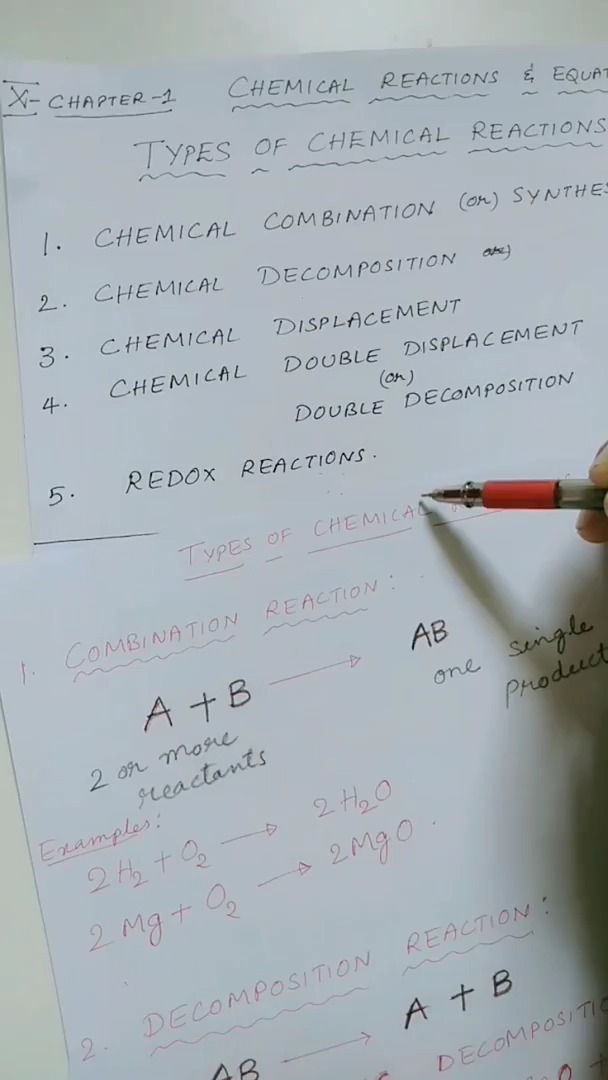 X- CHAPTER-1 CHEMICAL REACTIONS & EQUAT
TYPES OF CHEMICAL REACTIONS
1. CHEMICAL COMBINATION (or) SYNTHES
2. CHEMICAL DECOMPOSITION
3. CHEMICAL DISPLACEMENT
4. CHEMICAL DOUBLE DISPLACEMENT
(or)
DOUBLE DECOMPOSITION
5. REDOX REACTIONS.
TYPES OF CHEMICAL
1. COMBINATION REACTION:
A + B → AB
2 or more reactants
one single product
Examples:
2H₂ + O₂ → 2H₂O
2Mg + O₂ → 2MgO.
2. DECOMPOSITION REACTION:
AB → A + B
DECOMPOSITIO